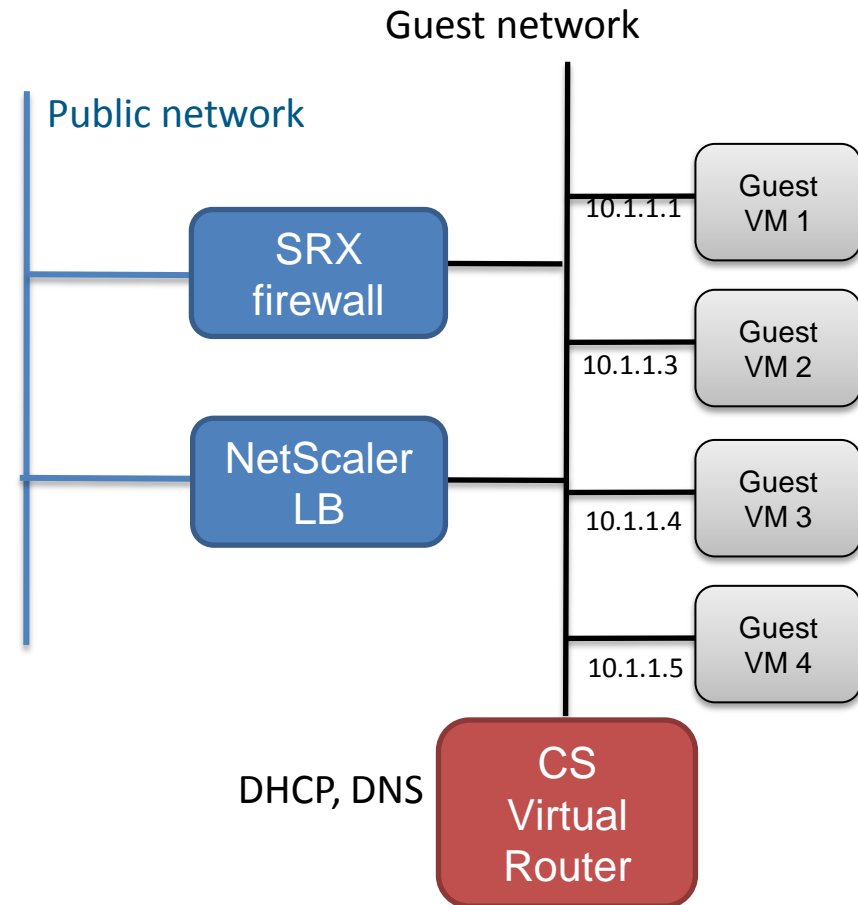 Guest network
Public network
SRX
firewall
NetScaler
LB
10.1.1.1
Guest
VM 1
10.1.1.3
Guest
VM 2
10.1.1.4
Guest
VM 3
10.1.1.5
Guest
VM 4
DHCP, DNS
CS
Virtual
Router